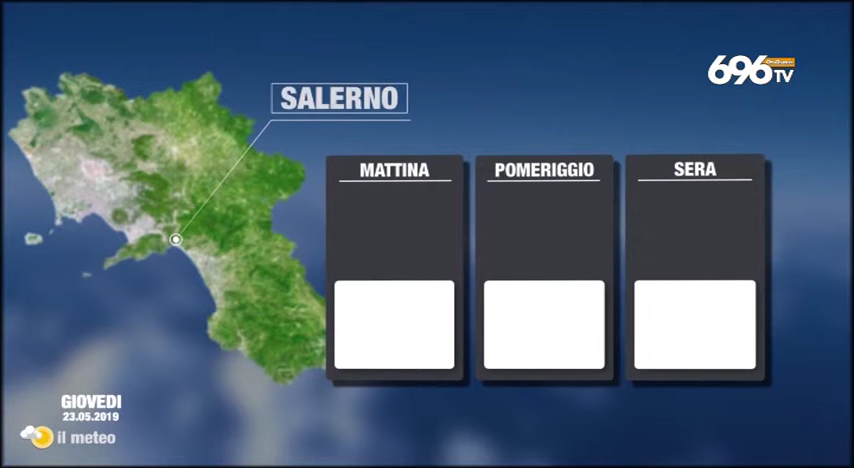 696 TV
SALERNO
MATTINA
POMERIGGIO
SERA
GIOVEDI
23.05.2019
il meteo